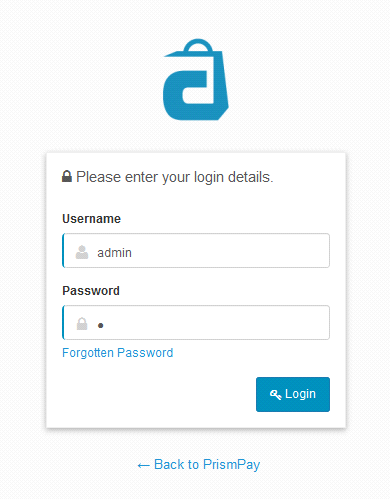 Please enter your login details.
Username
admin
Password
●
Forgotten Password
Login
← Back to PrismPay